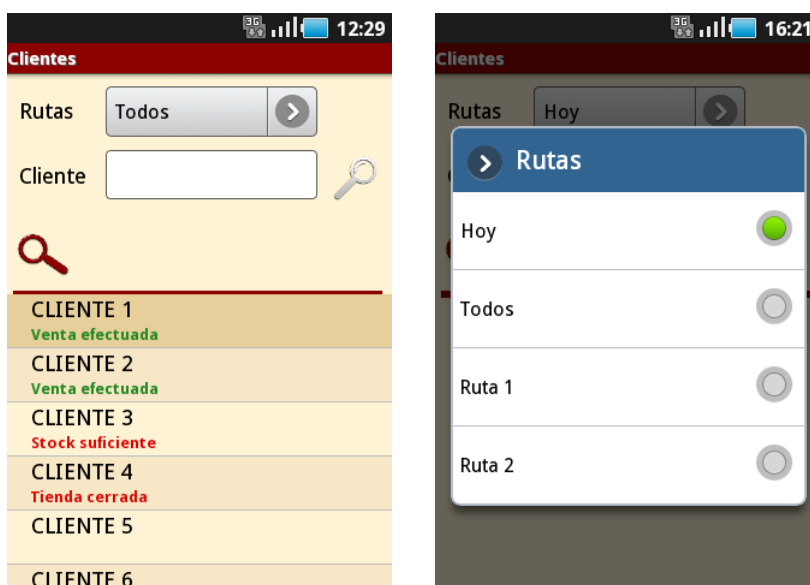 3G 12:29
Clientes
Rutas Todos
Cliente
CLIENTE 1
Venta efectuada
CLIENTE 2
Venta efectuada
CLIENTE 3
Stock suficiente
CLIENTE 4
Tienda cerrada
CLIENTE 5
CLIENTE 6
3G 16:21
Clientes
Rutas Hoy
Rutas
Hoy
Todos
Ruta 1
Ruta 2